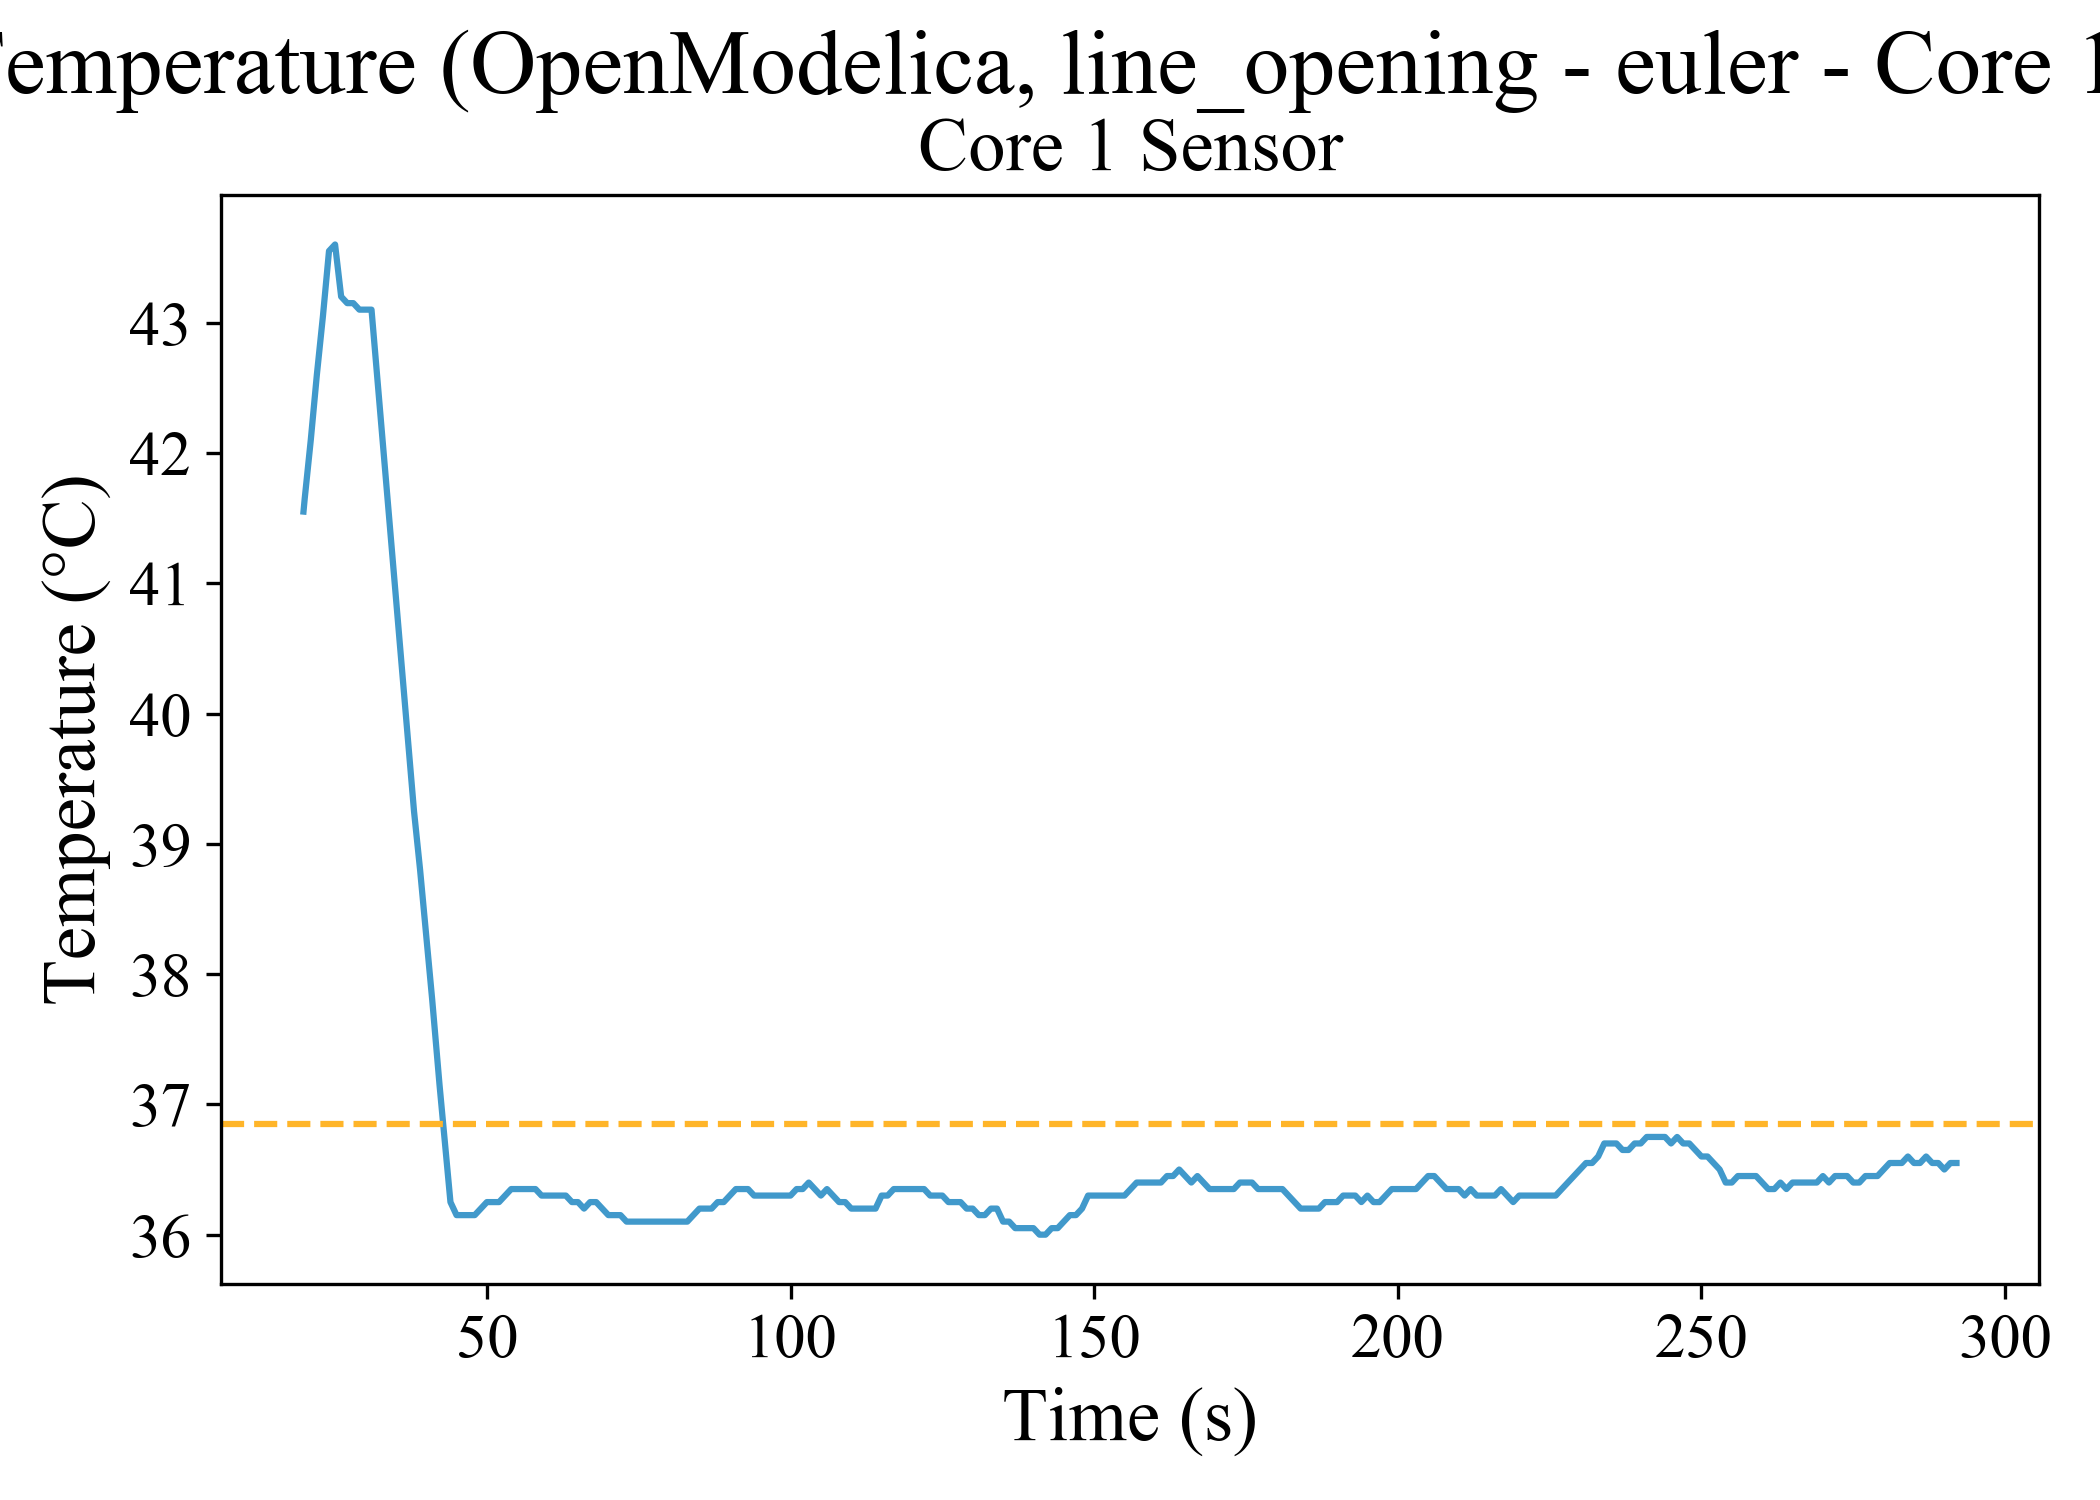 emperature (OpenModelica, line_opening - euler - Core 1
Core 1 Sensor
43
42
41
40
39
38
37
36
Temperature (°C)
50 100 150 200 250 300
Time (s)